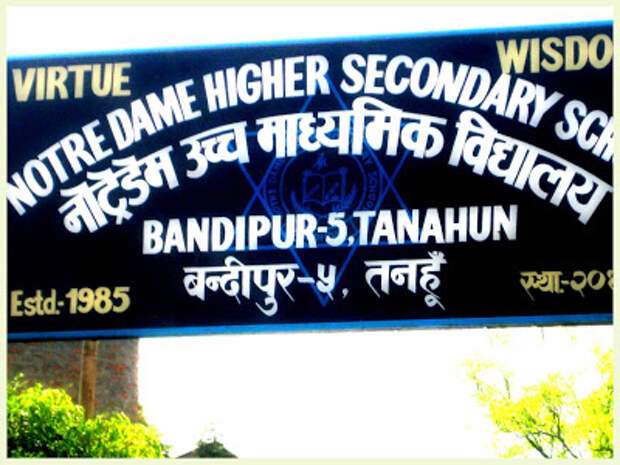 VIRTUE WISDO
NOTRE DAME HIGHER SECONDARY SCH
नोट्रेडेम उच्च माध्यमिक विद्यालय
BANDIPUR-5,TANAHUN
बन्दीपुर-५, तनहूँ
Estd.-1985 स्था-२०४